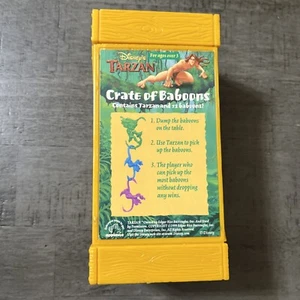 Disney's
For ages over 3
TARZAN
Crate of Baboons
Contains Tarzan and 12 baboons!
1. Dump the baboons
on the table.
2. Use Tarzan to pick
up the baboons.
3. The player who
can pick up the
most baboons
without dropping
any wins.